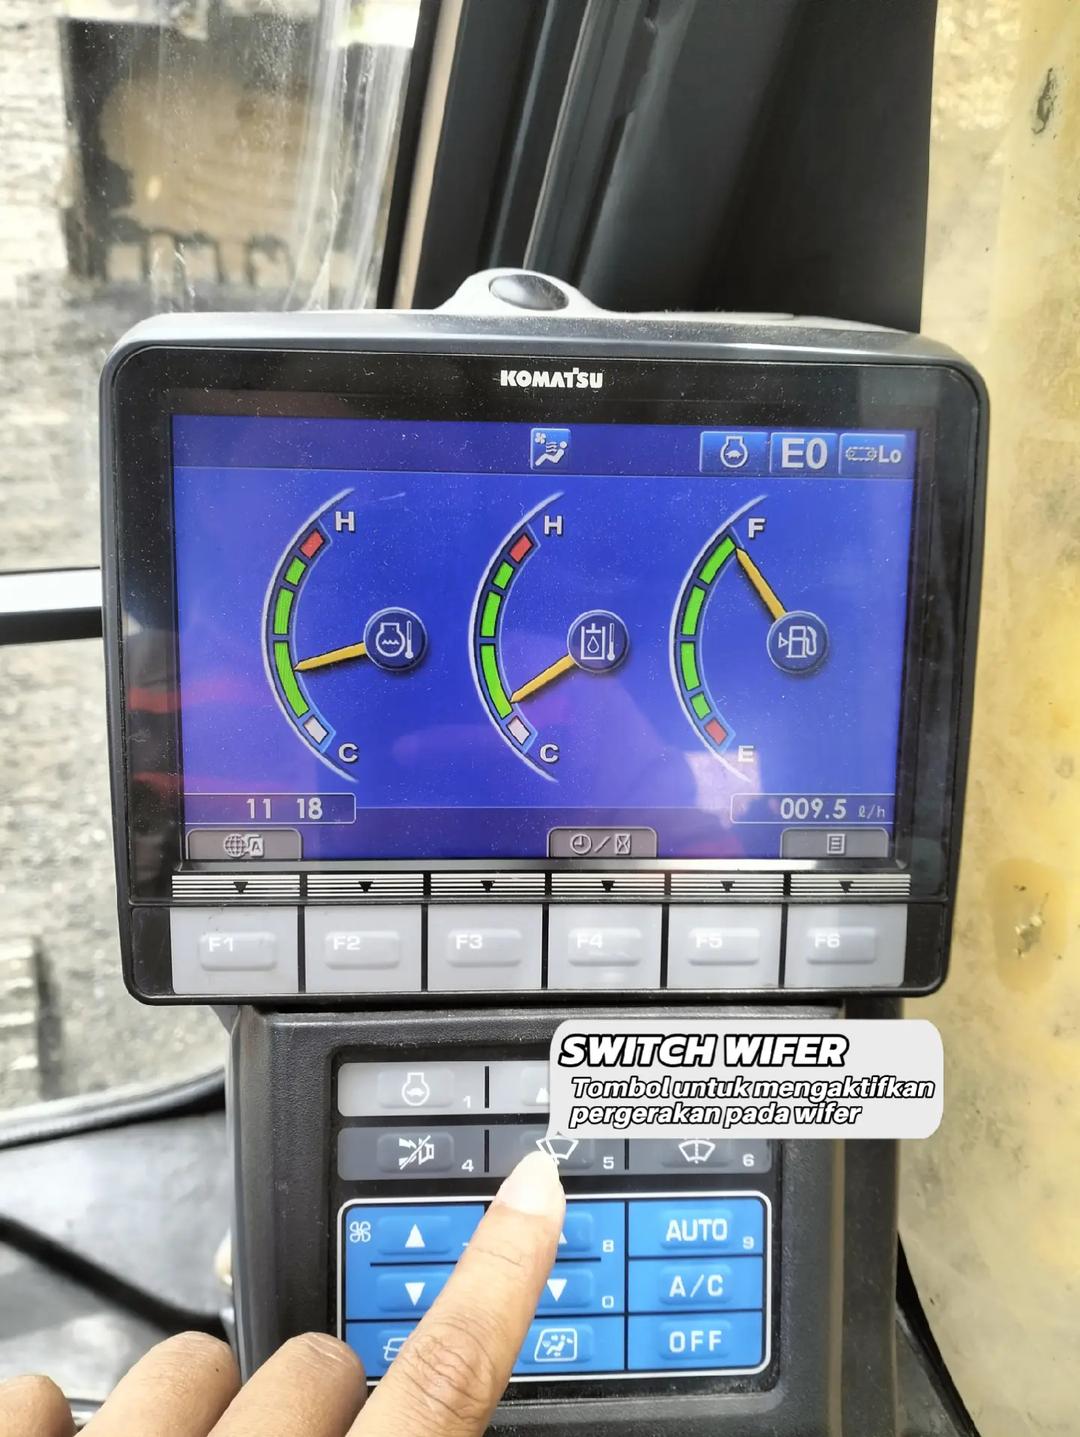 KOMATSU
E0
Lo
H
H
F
C
C
E
11 18
009.5 ℓ/h
A
F1 F2 F3 F4 F5 F6
SWITCH WIFER
Tombol untuk mengaktifkan
pergerakan pada wifer
1
4
5
6
8
AUTO 9
0
A/C
OFF